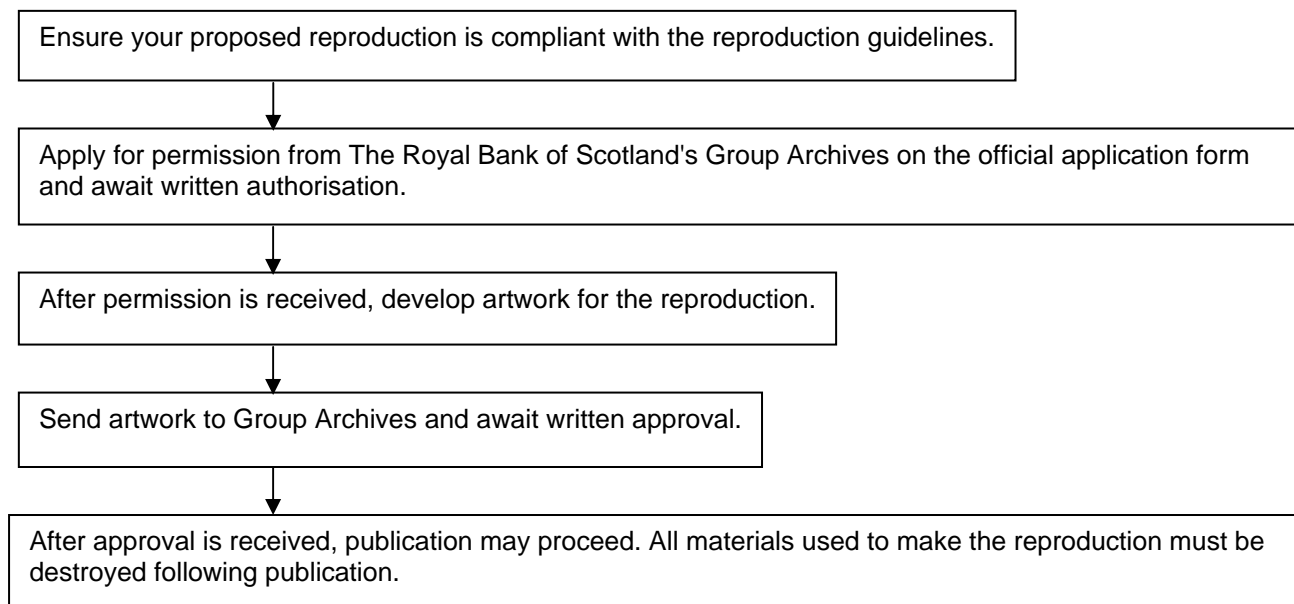 Ensure your proposed reproduction is compliant with the reproduction guidelines.
Apply for permission from The Royal Bank of Scotland's Group Archives on the official application form
and await written authorisation.
After permission is received, develop artwork for the reproduction.
Send artwork to Group Archives and await written approval.
After approval is received, publication may proceed. All materials used to make the reproduction must be
destroyed following publication.